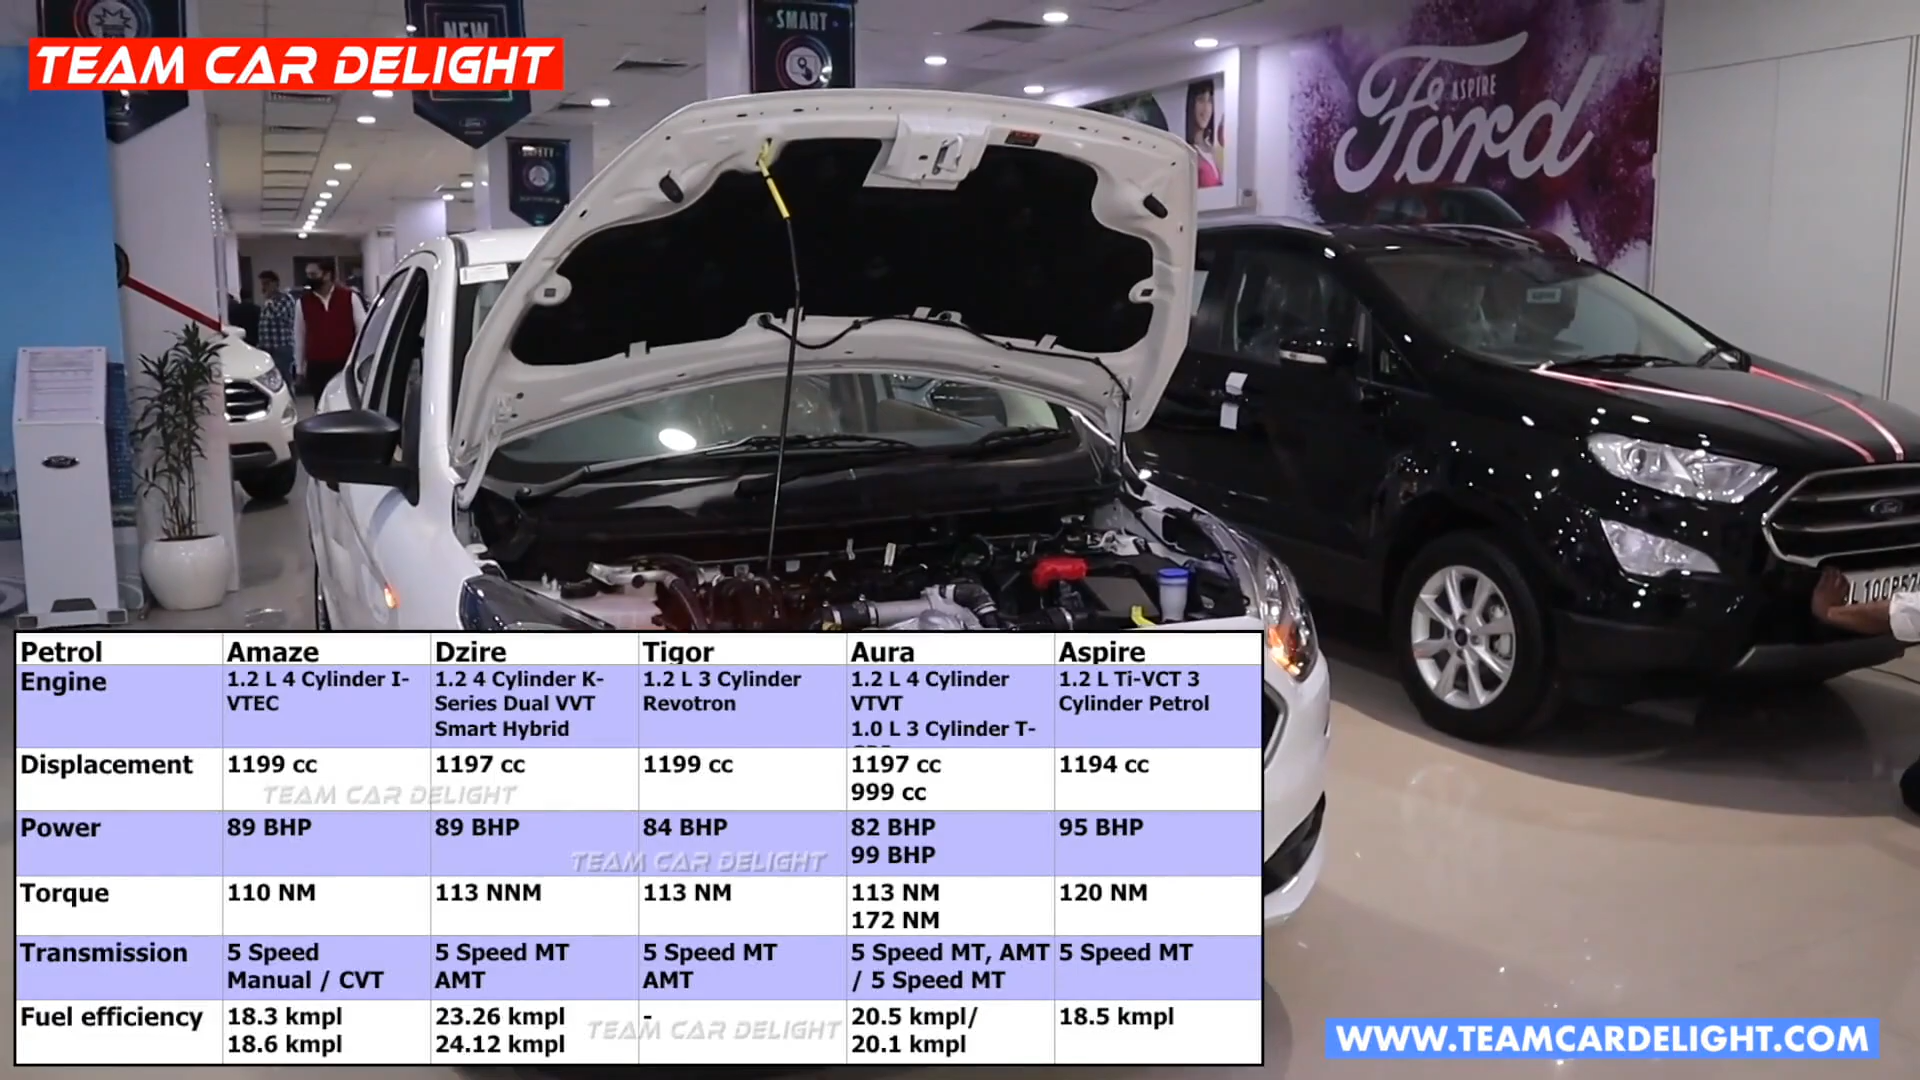 TEAM CAR DELIGHT
NEW
SMART
SAFETY
ASPIRE
Ford
Ford
Petrol Amaze Dzire Tigor Aura Aspire
Engine 1.2 L 4 Cylinder I- 1.2 4 Cylinder K- 1.2 L 3 Cylinder 1.2 L 4 Cylinder 1.2 L Ti-VCT 3
VTEC Series Dual VVT Revotron VTVT Cylinder Petrol
Smart Hybrid 1.0 L 3 Cylinder T-
Displacement 1199 cc 1197 cc 1199 cc 1197 cc 1194 cc
999 cc
TEAM CAR DELIGHT
Power 89 BHP 89 BHP 84 BHP 82 BHP 95 BHP
99 BHP
TEAM CAR DELIGHT
Torque 110 NM 113 NNM 113 NM 113 NM 120 NM
172 NM
Transmission 5 Speed 5 Speed MT 5 Speed MT 5 Speed MT, AMT 5 Speed MT
Manual / CVT AMT AMT / 5 Speed MT
Fuel efficiency 18.3 kmpl 23.26 kmpl - 20.5 kmpl/ 18.5 kmpl
18.6 kmpl 24.12 kmpl 20.1 kmpl
TEAM CAR DELIGHT
WWW.TEAMCARDELIGHT.COM